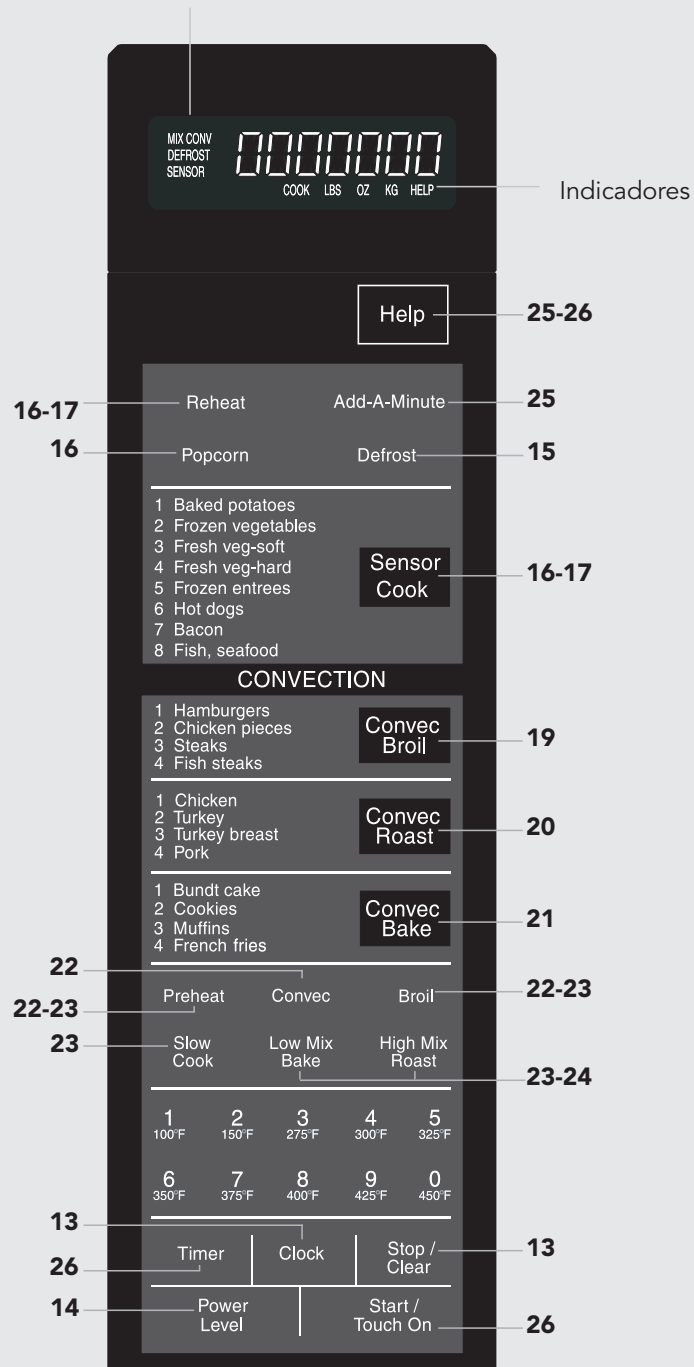 MIX CONV
DEFROST
SENSOR
0000000
COOK LBS OZ KG HELP
Indicadores
Help
25-26
16-17
Reheat
Add-A-Minute
25
16
Popcorn
Defrost
15
1 Baked potatoes
2 Frozen vegetables
3 Fresh veg-soft
4 Fresh veg-hard
5 Frozen entrees
6 Hot dogs
7 Bacon
8 Fish, seafood
Sensor
Cook
16-17
CONVECTION
1 Hamburgers
2 Chicken pieces
3 Steaks
4 Fish steaks
Convec
Broil
19
1 Chicken
2 Turkey
3 Turkey breast
4 Pork
Convec
Roast
20
1 Bundt cake
2 Cookies
3 Muffins
4 French fries
Convec
Bake
21
22
22-23
Preheat
Convec
Broil
22-23
23
Slow
Cook
Low Mix
Bake
High Mix
Roast
23-24
1 2 3 4 5
100°F 150°F 275°F 300°F 325°F
6 7 8 9 0
350°F 375°F 400°F 425°F 450°F
13
26
Timer
Clock
Stop /
Clear
13
14
Power
Level
Start /
Touch On
26